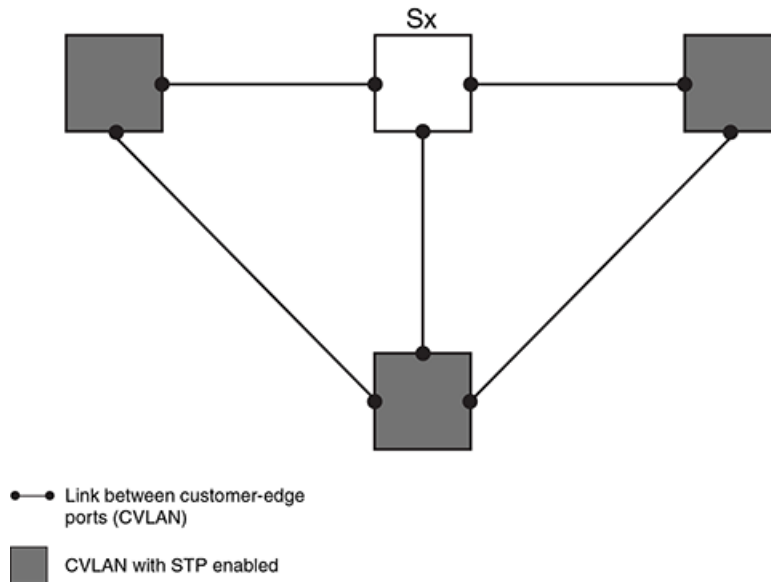 Sx
Link between customer-edge
ports (CVLAN)
CVLAN with STP enabled